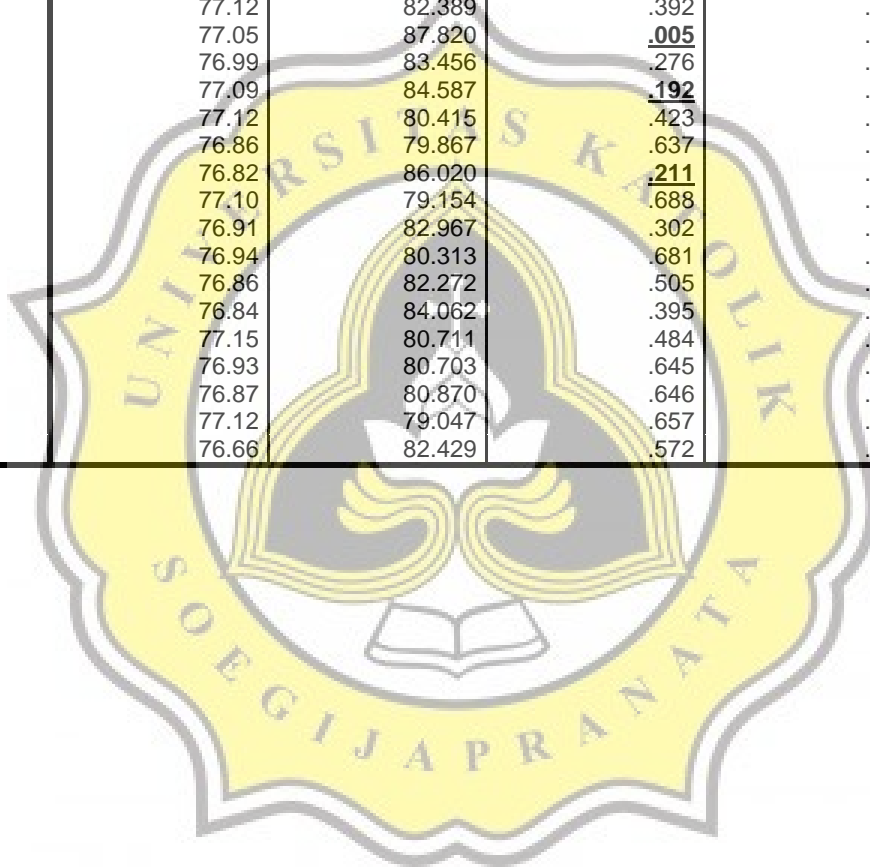 77.12 82.389 .392 .
77.05 87.820 .005 .
76.99 83.456 .276 .
77.09 84.587 .192 .
77.12 80.415 .423 .
76.86 79.867 .637 .
76.82 86.020 .211 .
77.10 79.154 .688 .
76.91 82.967 .302 .
76.94 80.313 .681 .
76.86 82.272 .505 .
76.84 84.062 .395 .
77.15 80.711 .484 .
76.93 80.703 .645 .
76.87 80.870 .646 .
77.12 79.047 .657 .
76.66 82.429 .572 .
UNIVERSITAS KATOLIK
SOEGIJAPRANATA